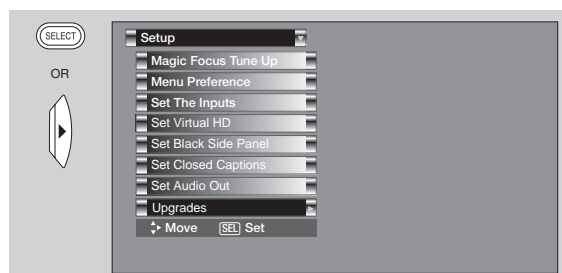 SELECT
OR
Setup
Magic Focus Tune Up
Menu Preference
Set The Inputs
Set Virtual HD
Set Black Side Panel
Set Closed Captions
Set Audio Out
Upgrades
Move SEL Set